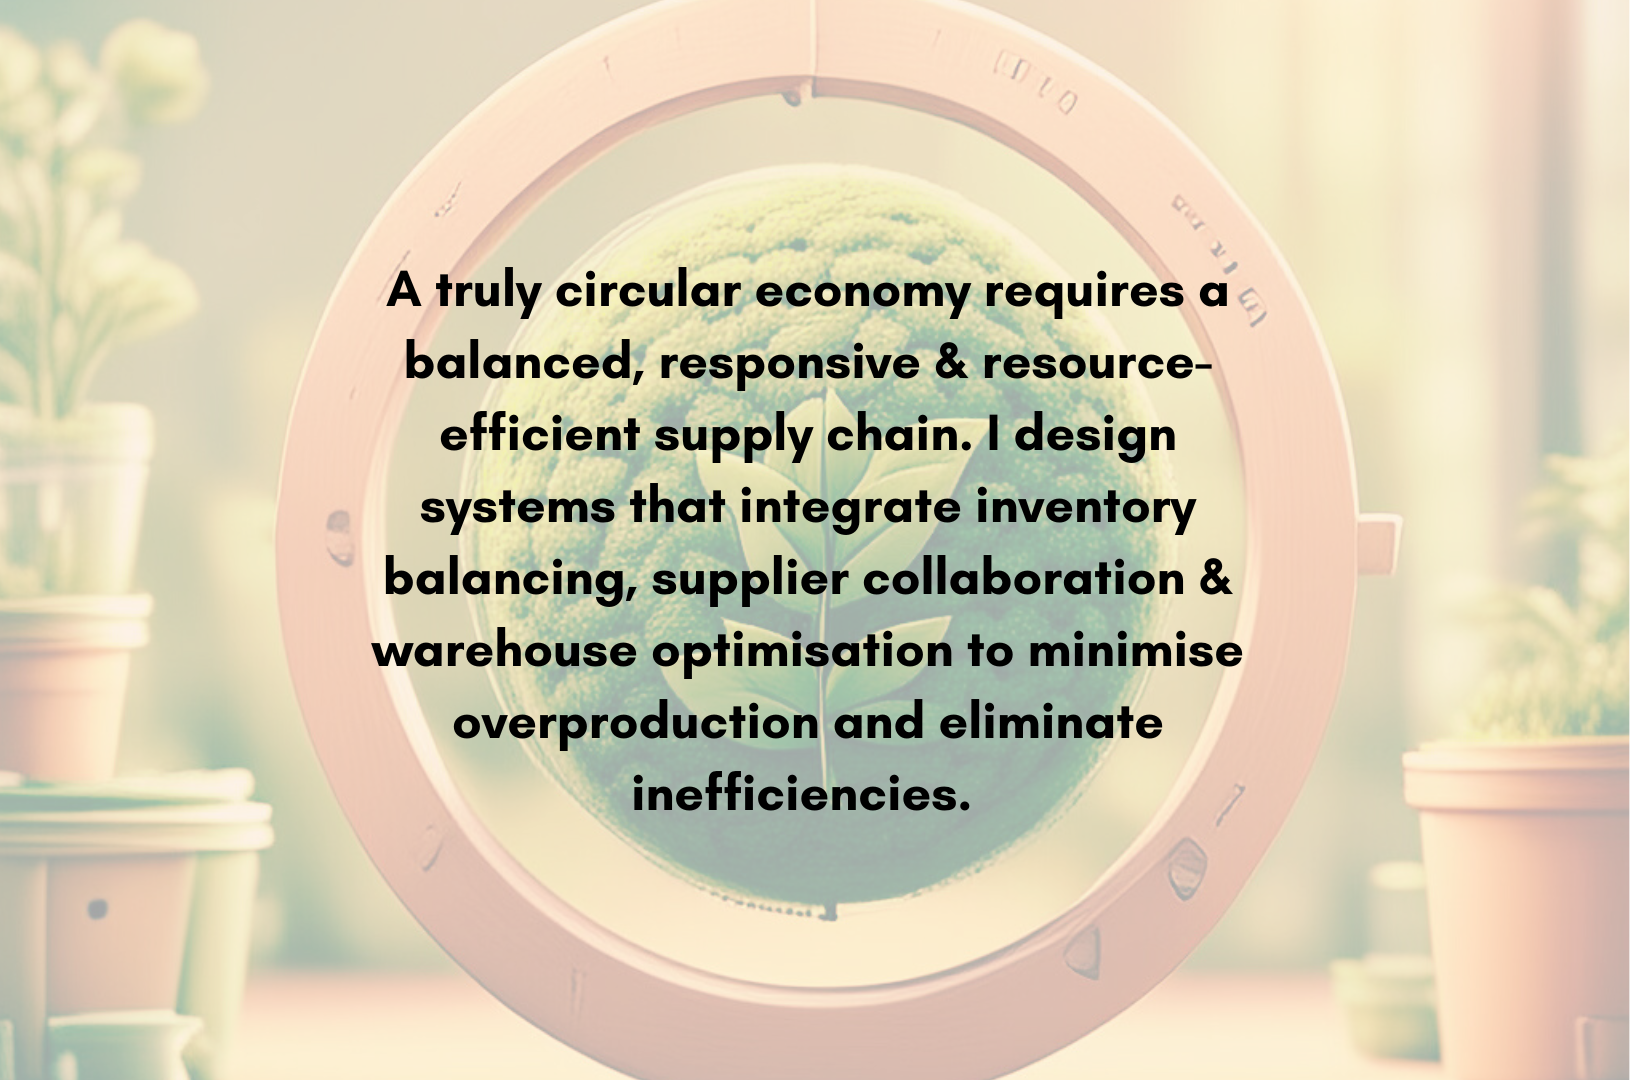 A truly circular economy requires a
balanced, responsive & resource-
efficient supply chain. I design
systems that integrate inventory
balancing, supplier collaboration &
warehouse optimisation to minimise
overproduction and eliminate
inefficiencies.